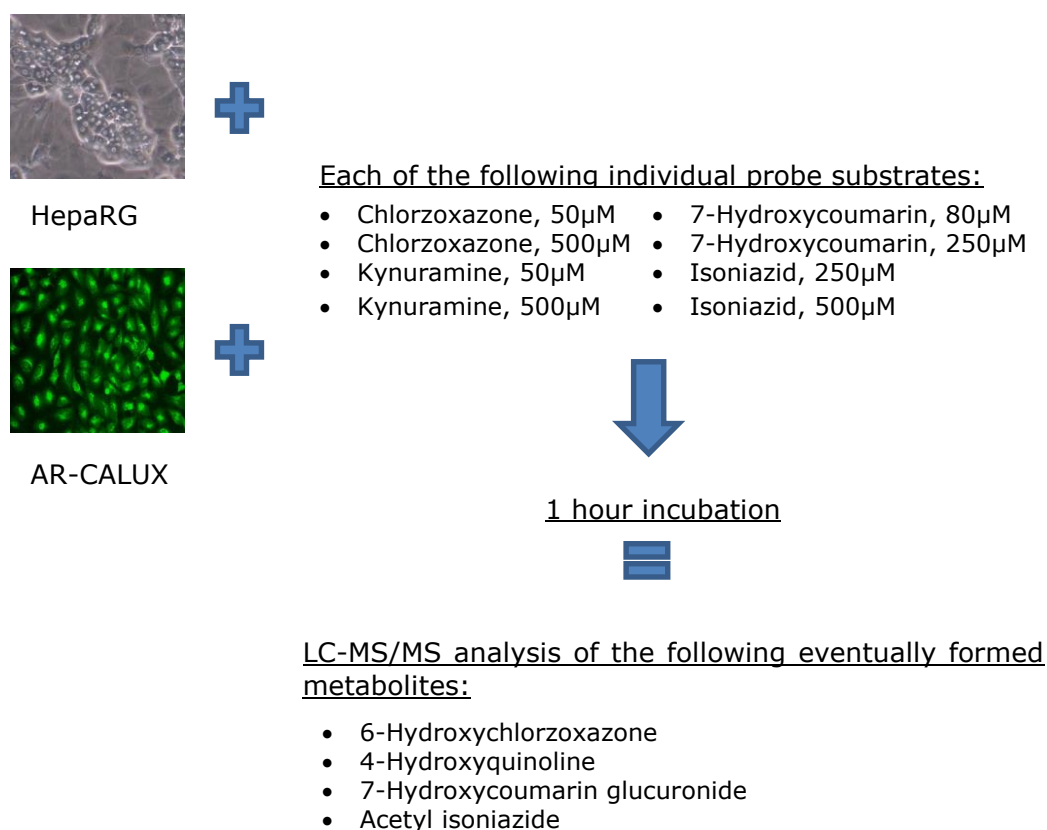 HepaRG
AR-CALUX
Each of the following individual probe substrates:
• Chlorzoxazone, 50µM
• Chlorzoxazone, 500µM
• Kynuramine, 50µM
• Kynuramine, 500µM
• 7-Hydroxycoumarin, 80µM
• 7-Hydroxycoumarin, 250µM
• Isoniazid, 250µM
• Isoniazid, 500µM
1 hour incubation
LC-MS/MS analysis of the following eventually formed
metabolites:
• 6-Hydroxychlorzoxazone
• 4-Hydroxyquinoline
• 7-Hydroxycoumarin glucuronide
• Acetyl isoniazide